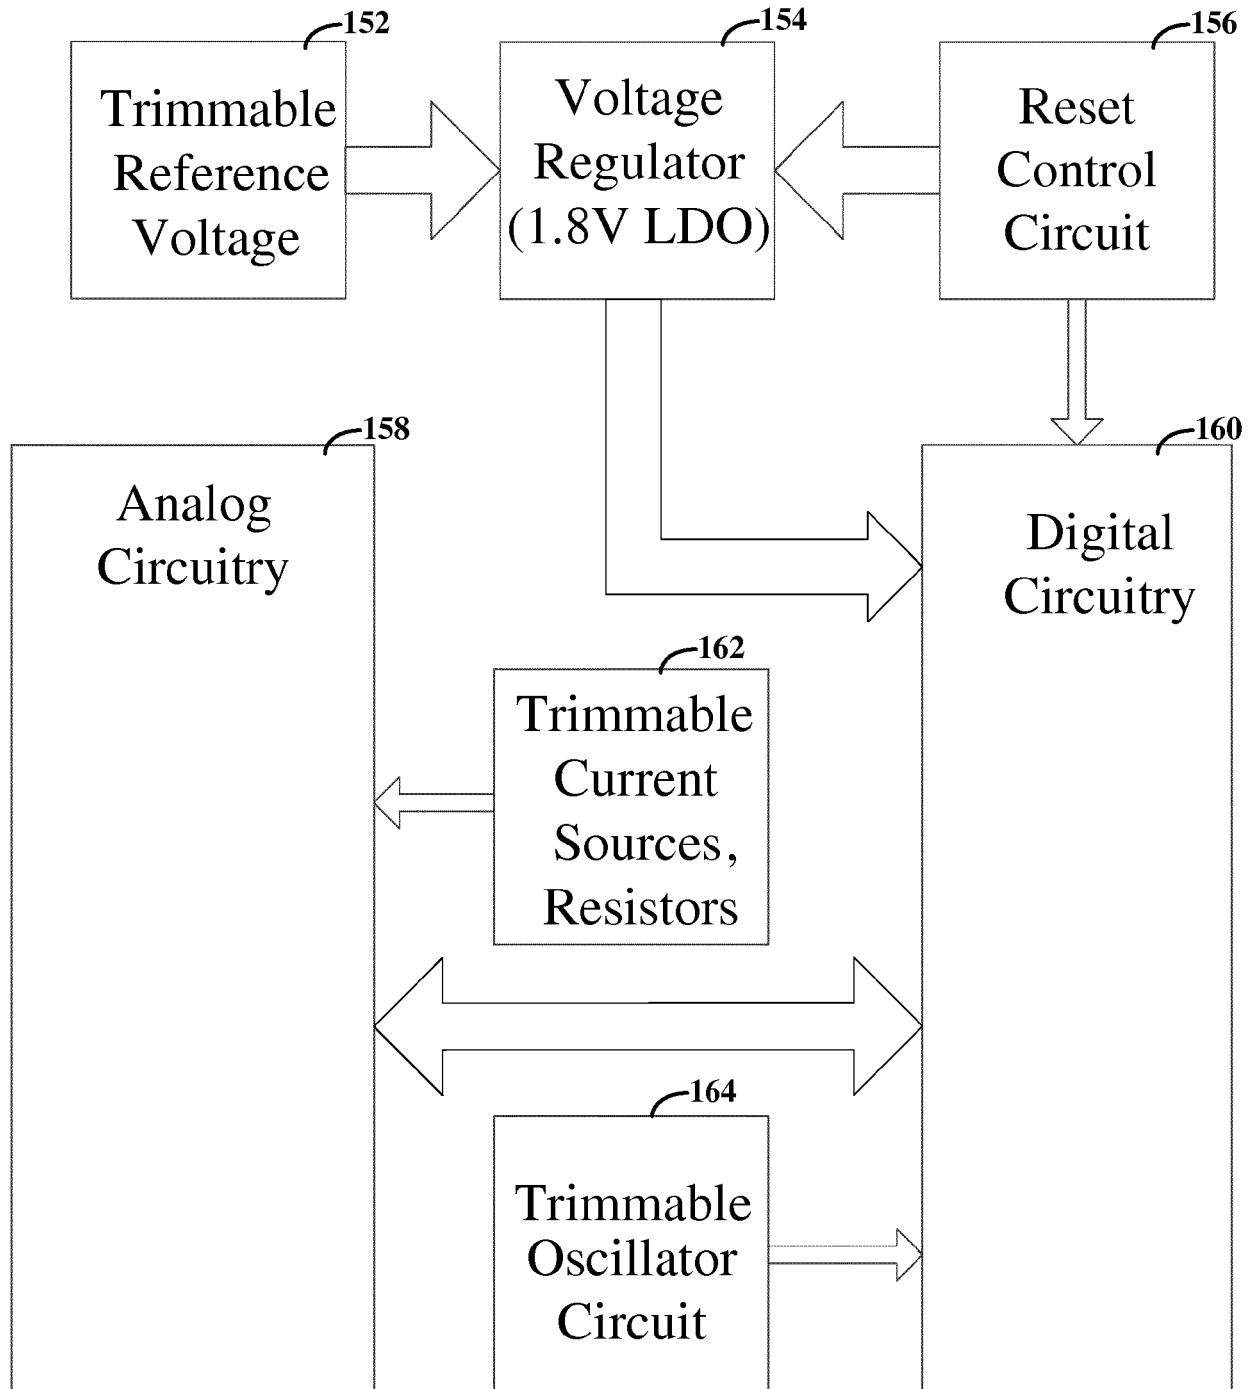 152
Trimmable
Reference
Voltage
154
Voltage
Regulator
(1.8V LDO)
156
Reset
Control
Circuit
158
Analog
Circuitry
160
Digital
Circuitry
162
Trimmable
Current
Sources,
Resistors
164
Trimmable
Oscillator
Circuit